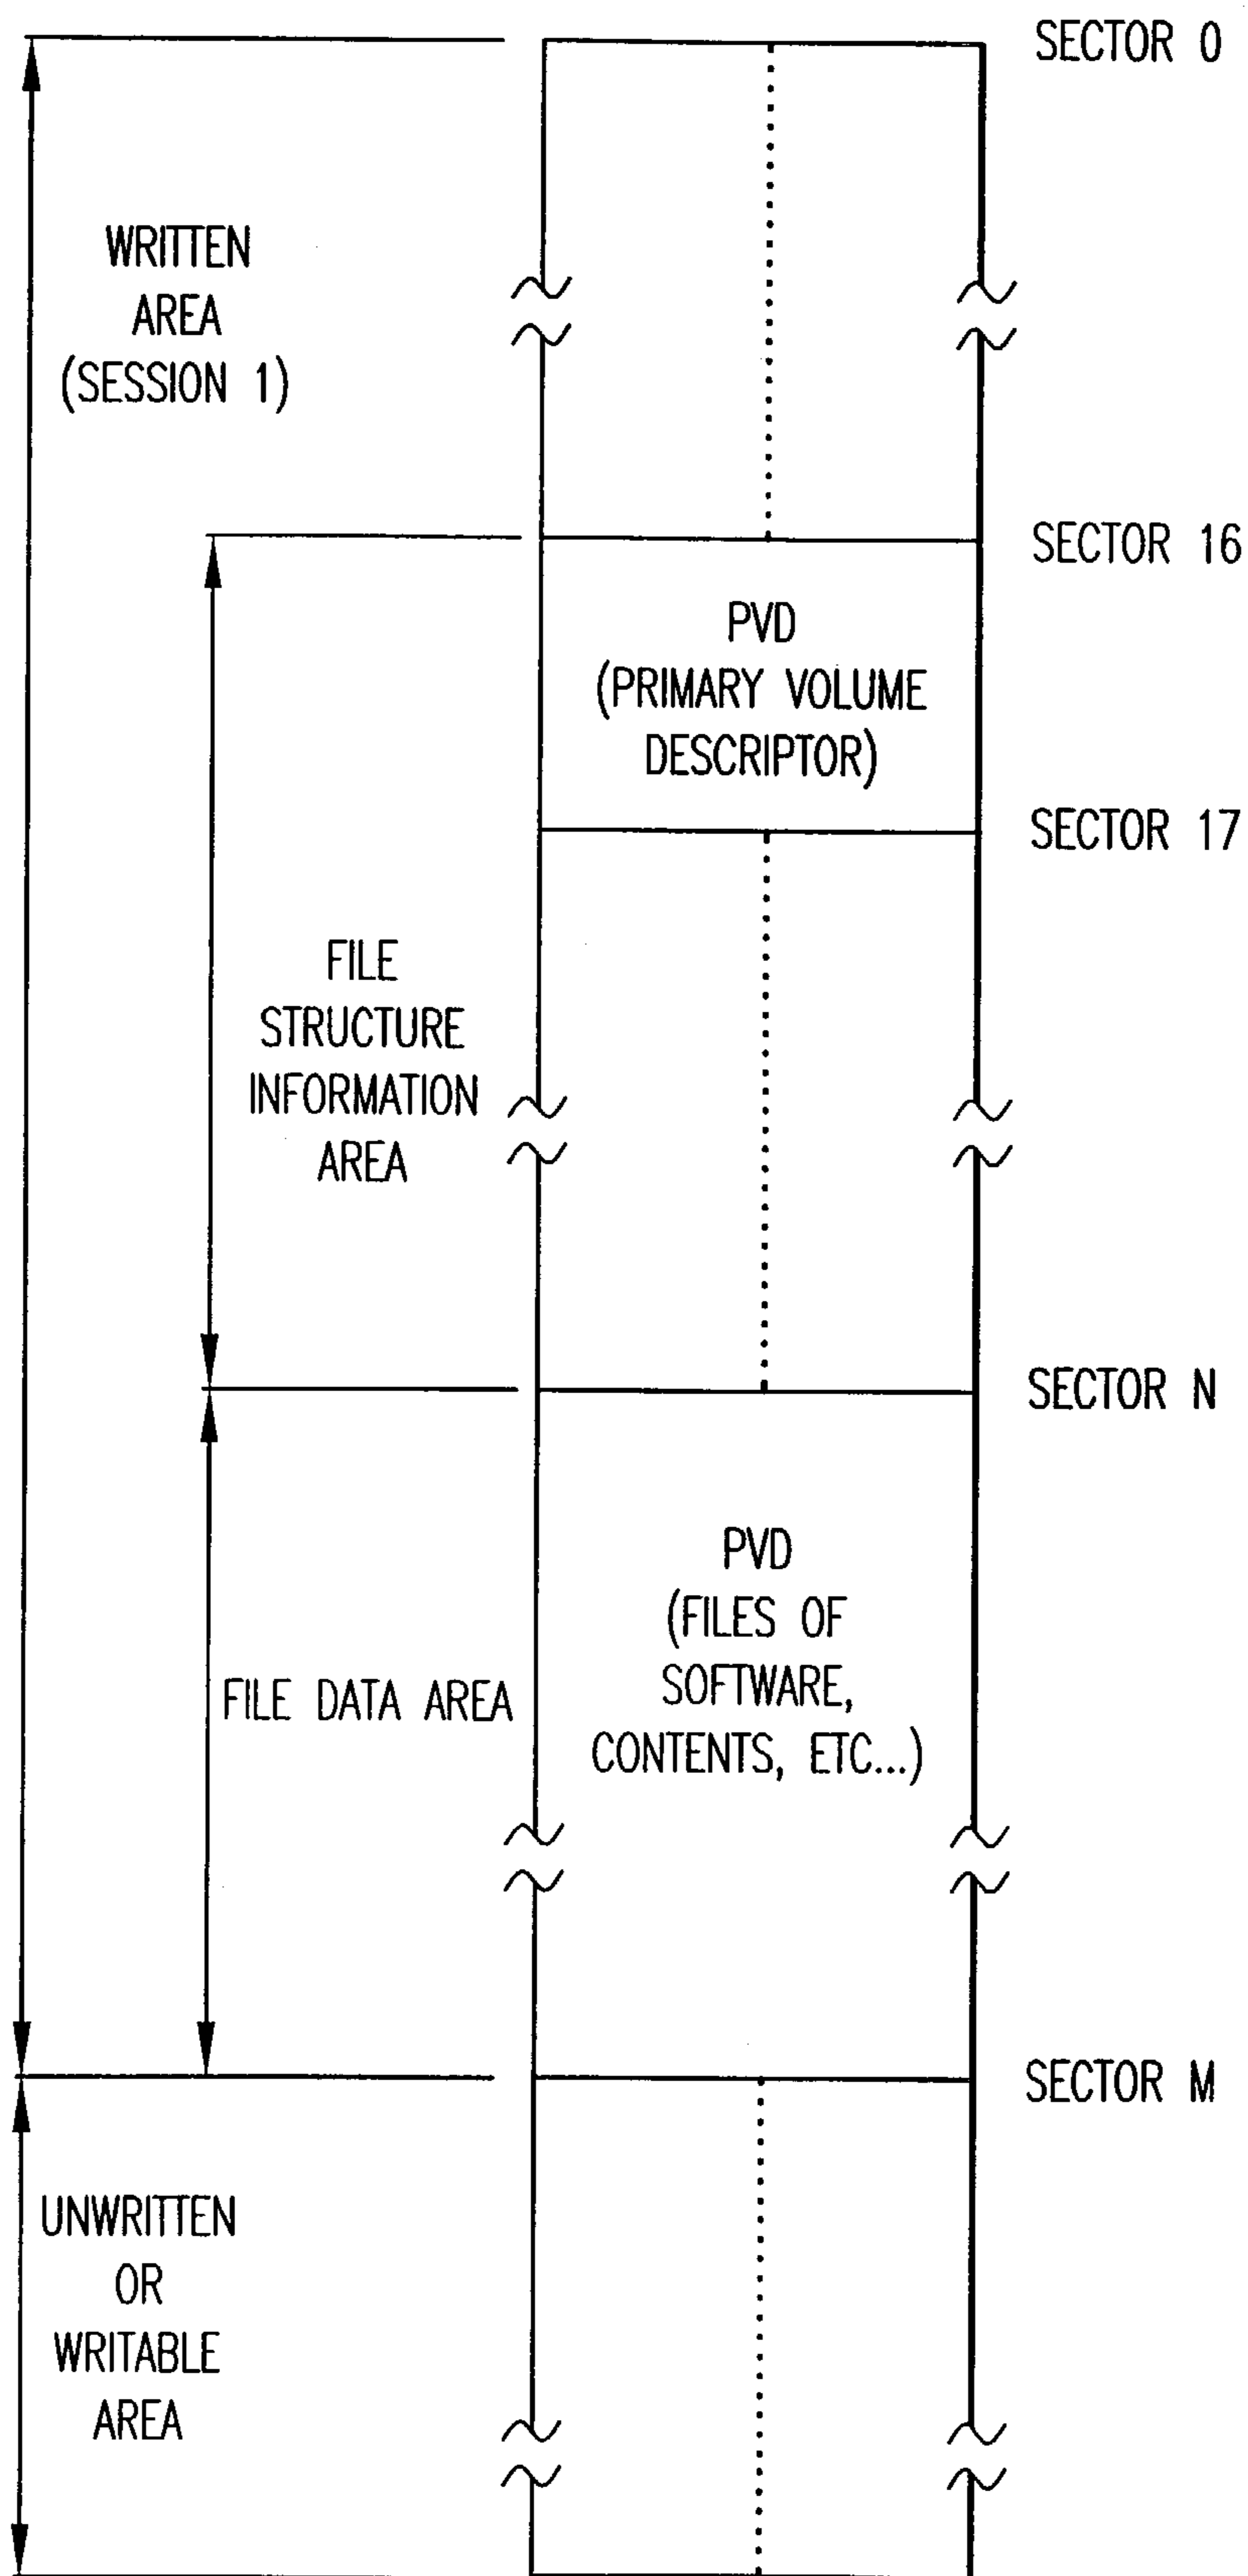 SECTOR 0
WRITTEN
AREA
(SESSION 1)
SECTOR 16
PVD
(PRIMARY VOLUME
DESCRIPTOR)
SECTOR 17
FILE
STRUCTURE
INFORMATION
AREA
SECTOR N
PVD
(FILES OF
SOFTWARE,
CONTENTS, ETC...)
FILE DATA AREA
SECTOR M
UNWRITTEN
OR
WRITABLE
AREA